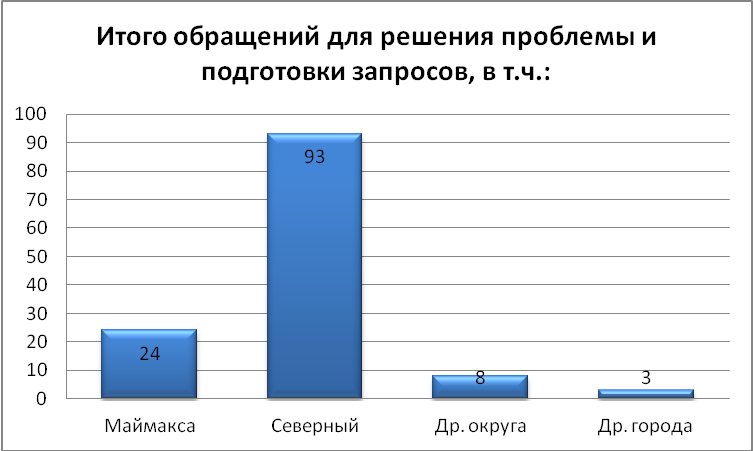 Итого обращений для решения проблемы и
подготовки запросов, в т.ч.:
100
90
80
70
60
50
40
30
20
10
0
24
93
8
3
Маймакса
Северный
Др. округа
Др. города